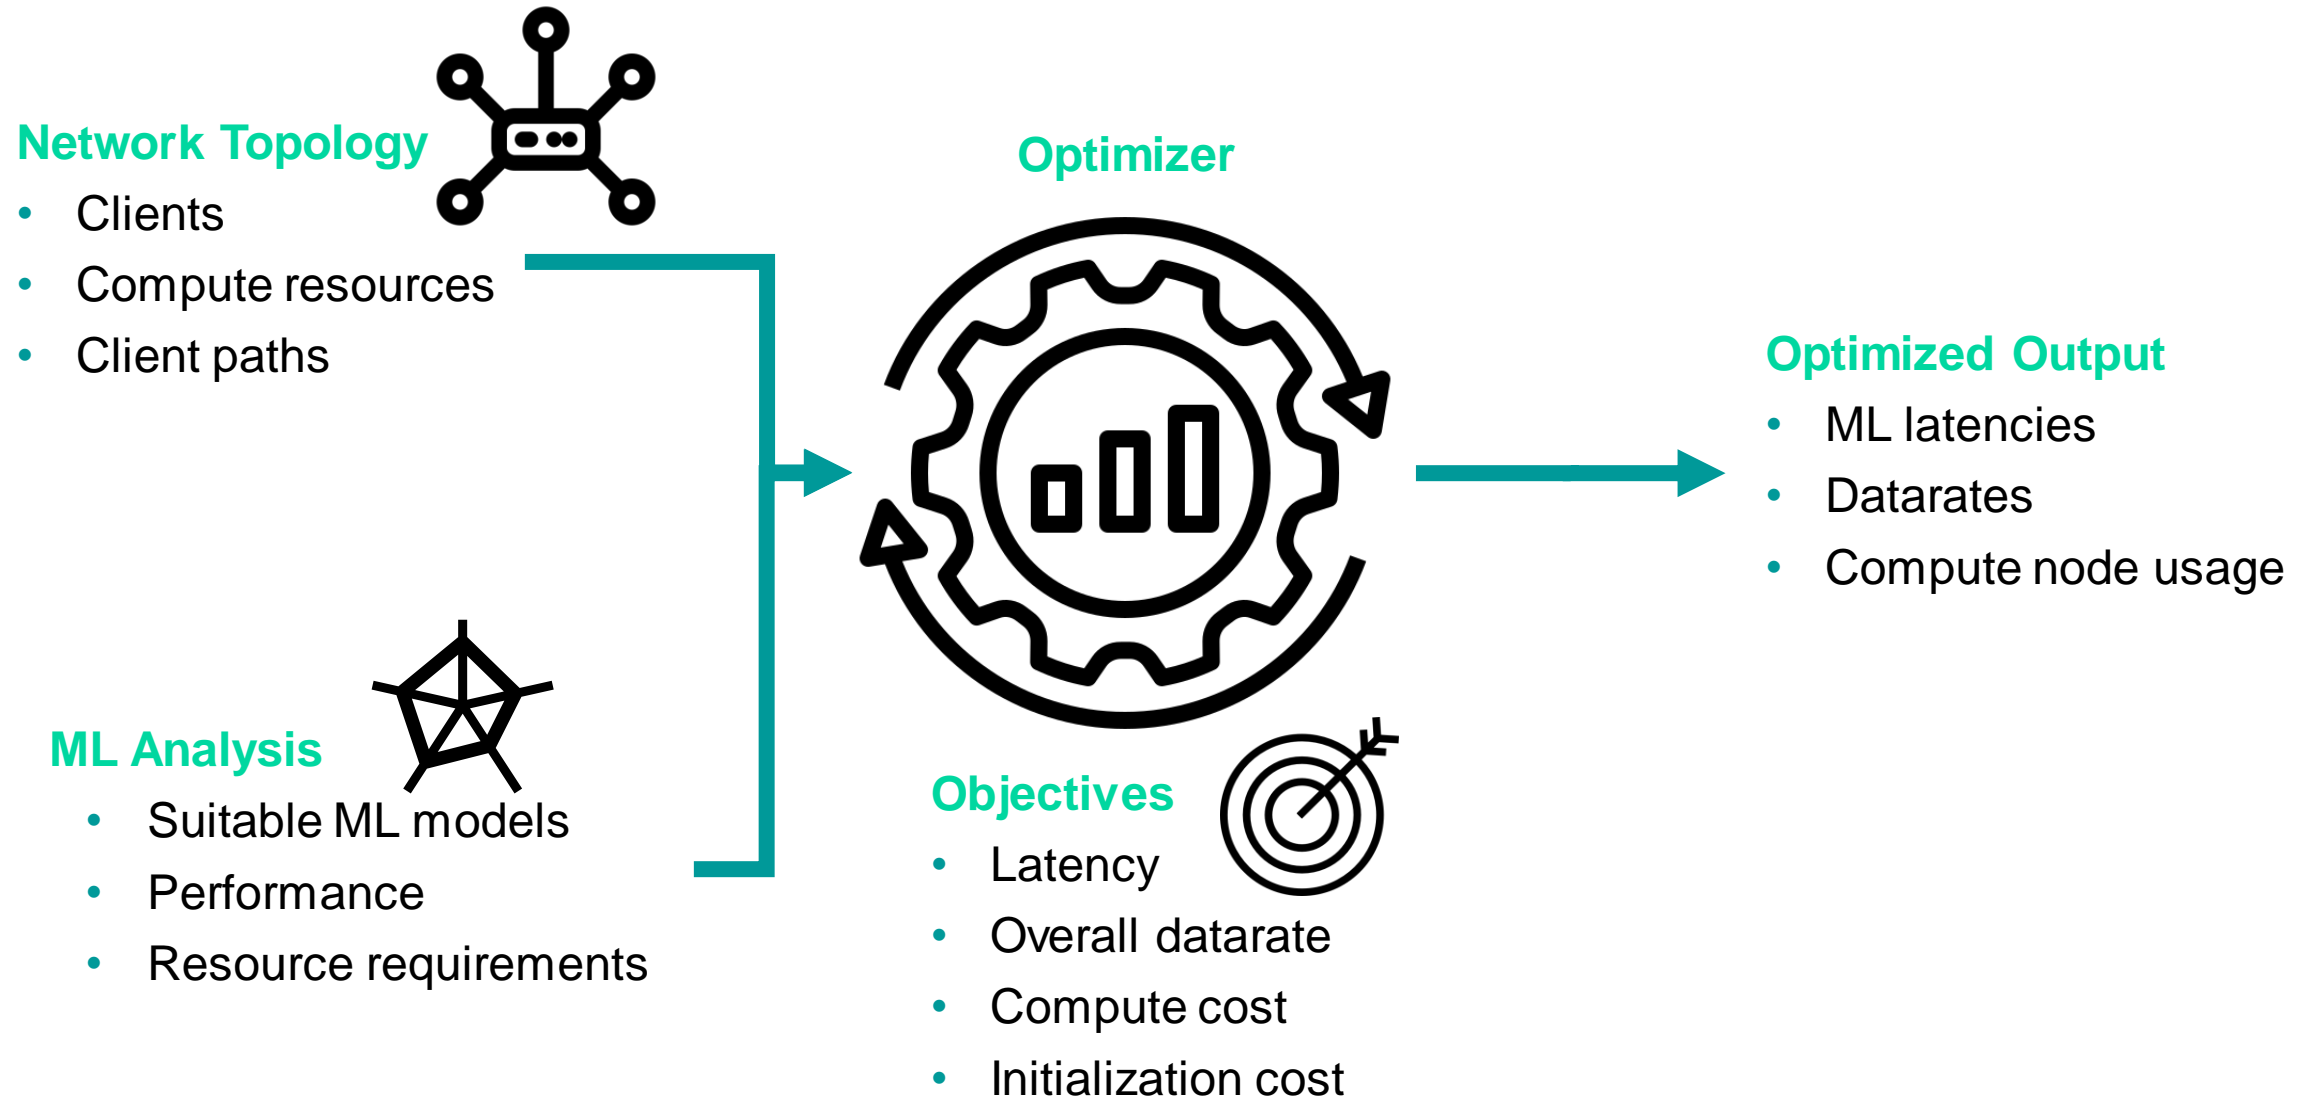 Network Topology
• Clients
• Compute resources
• Client paths
ML Analysis
• Suitable ML models
• Performance
• Resource requirements
Optimizer
Objectives
• Latency
• Overall datarate
• Compute cost
• Initialization cost
Optimized Output
• ML latencies
• Datarates
• Compute node usage